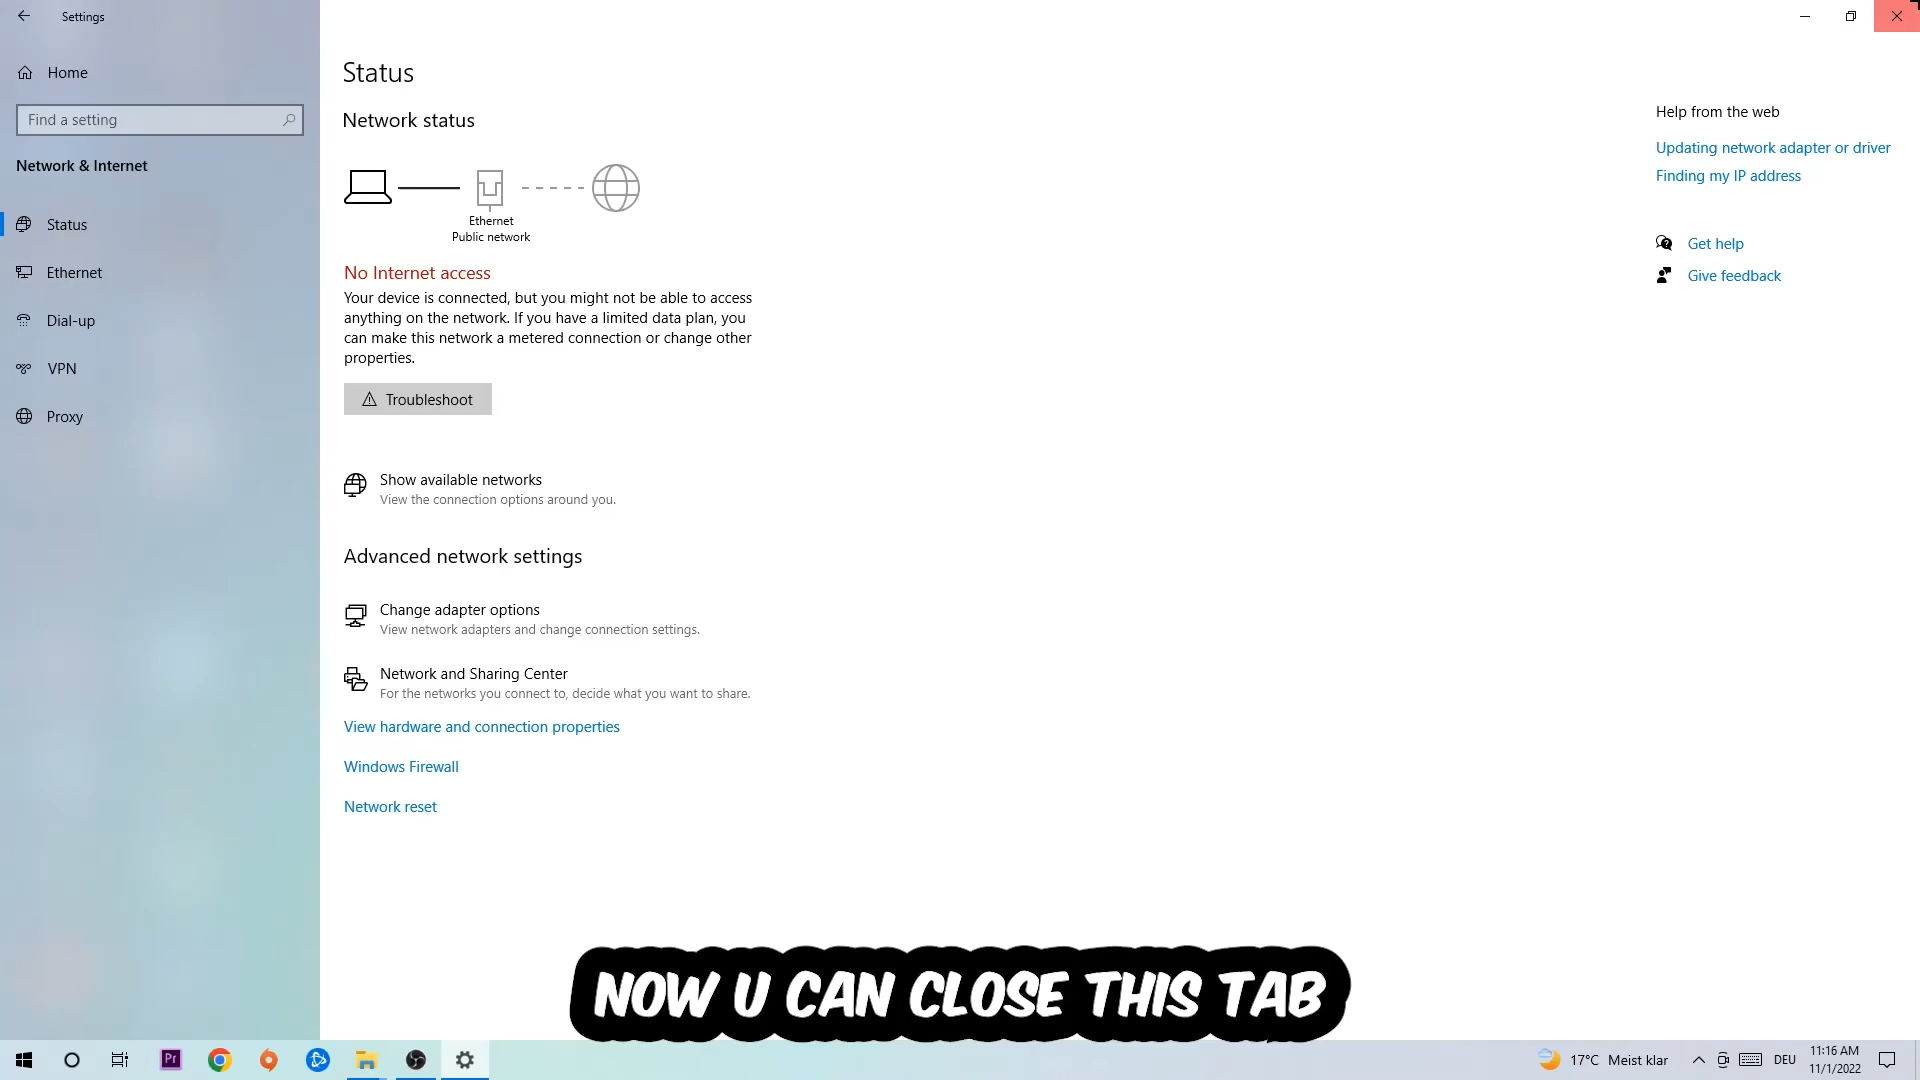 Settings
Home
Find a setting
Network & Internet
Status
Ethernet
Dial-up
VPN
Proxy
Status
Network status
Ethernet
Public network
No Internet access
Your device is connected, but you might not be able to access
anything on the network. If you have a limited data plan, you
can make this network a metered connection or change other
properties.
Troubleshoot
Show available networks
View the connection options around you.
Advanced network settings
Change adapter options
View network adapters and change connection settings.
Network and Sharing Center
For the networks you connect to, decide what you want to share.
View hardware and connection properties
Windows Firewall
Network reset
Help from the web
Updating network adapter or driver
Finding my IP address
Get help
Give feedback
NOW U CAN CLOSE THIS TAB
Pr
17°C Meist klar
DEU
11:16 AM
11/1/2022